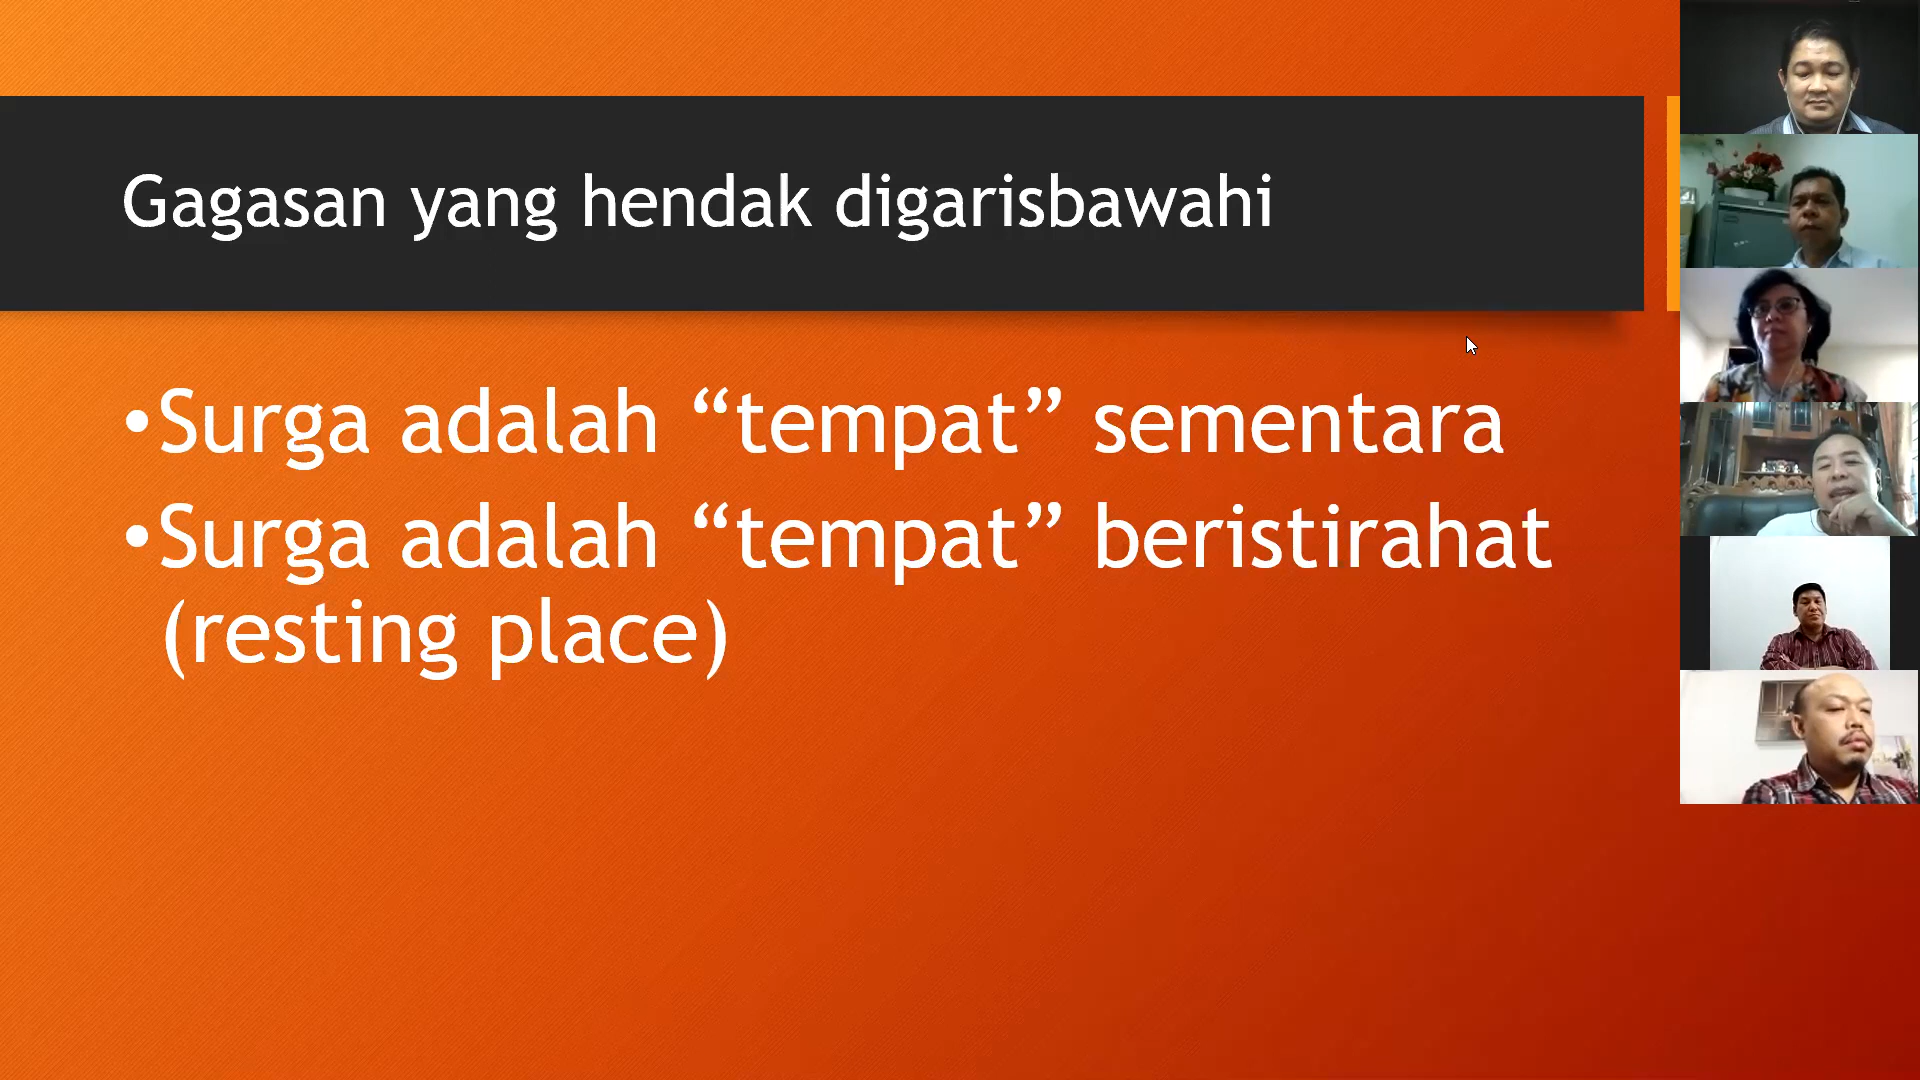 Gagasan yang hendak digarisbawahi
•Surga adalah “tempat” sementara
•Surga adalah “tempat” beristirahat
(resting place)